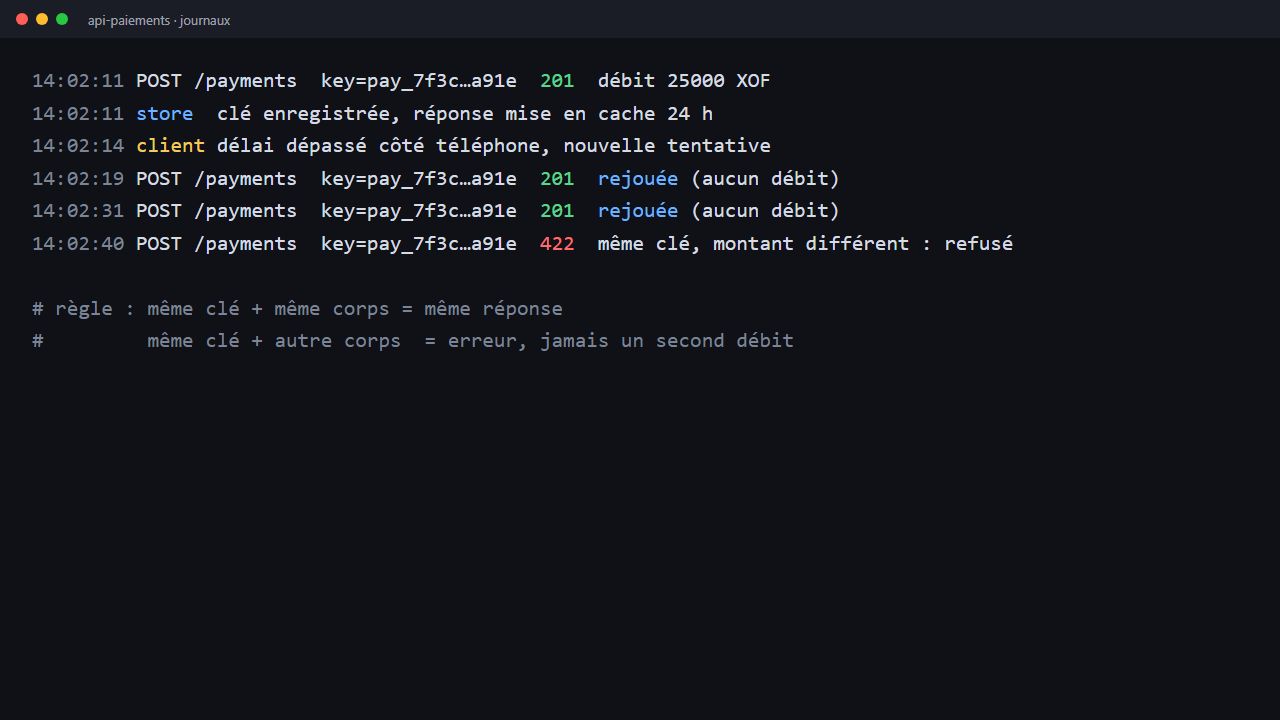 api-paiements · journaux
14:02:11 POST /payments  key=pay_7f3c…a91e  201  débit 25000 XOF
14:02:11 store  clé enregistrée, réponse mise en cache 24 h
14:02:14 client délai dépassé côté téléphone, nouvelle tentative
14:02:19 POST /payments  key=pay_7f3c…a91e  201  rejouée (aucun débit)
14:02:31 POST /payments  key=pay_7f3c…a91e  201  rejouée (aucun débit)
14:02:40 POST /payments  key=pay_7f3c…a91e  422  même clé, montant différent : refusé
# règle : même clé + même corps = même réponse
#         même clé + autre corps  = erreur, jamais un second débit